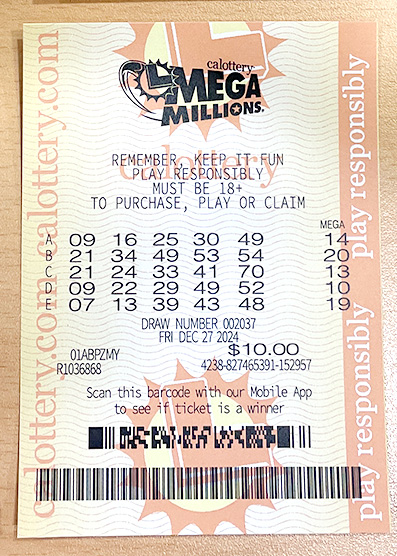 calottery
MEGA
MILLIONS
REMEMBER, KEEP IT FUN
PLAY RESPONSIBLY
MUST BE 18+
TO PURCHASE, PLAY OR CLAIM
MEGA
A 09 16 25 30 49 14
B 21 34 49 53 54 20
C 21 24 33 41 70 13
D 09 22 29 49 52 10
E 07 13 39 43 48 19
DRAW NUMBER 002037
FRI DEC 27 2024
01ABPZMY $10.00
R1036868 4238-827465391-152957
Scan this barcode with our Mobile App
to see if ticket is a winner
calottery.com calottery.com
play responsibly play responsibly
calottery